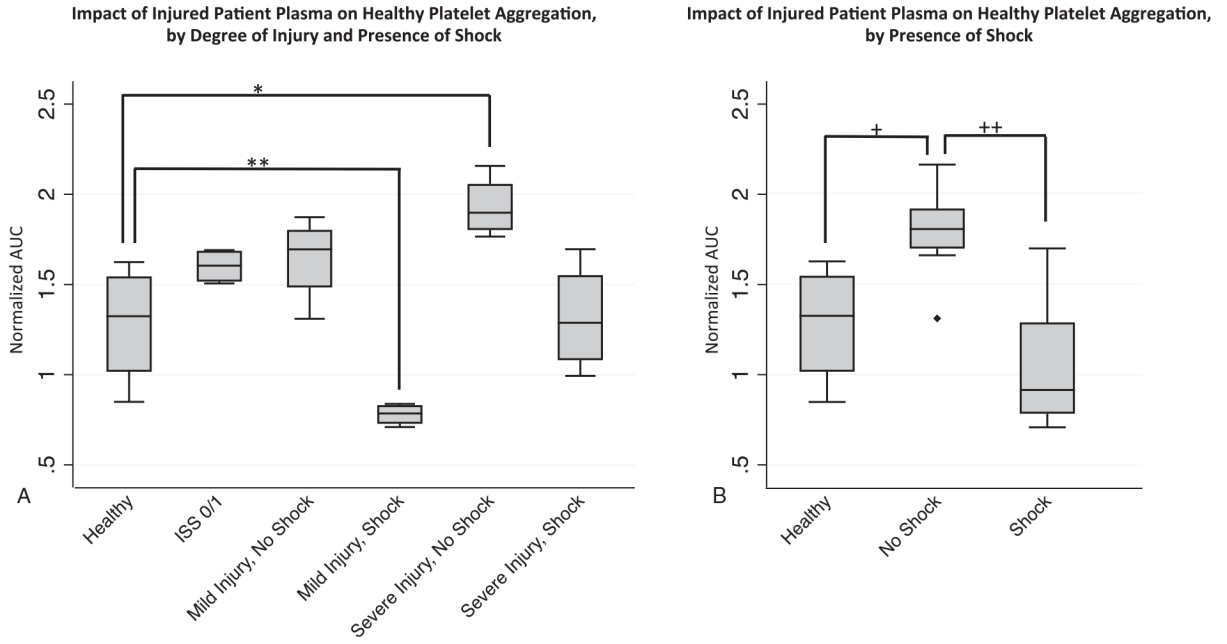 Impact of Injured Patient Plasma on Healthy Platelet Aggregation,
by Degree of Injury and Presence of Shock
Normalized AUC
2.5
2
1.5
1
.5
*
**
A
Healthy
ISS 0/1
Mild Injury, No Shock
Mild Injury, Shock
Severe Injury, No Shock
Severe Injury, Shock
Impact of Injured Patient Plasma on Healthy Platelet Aggregation,
by Presence of Shock
Normalized AUC
2.5
2
1.5
1
.5
+
++
B
Healthy
No Shock
Shock